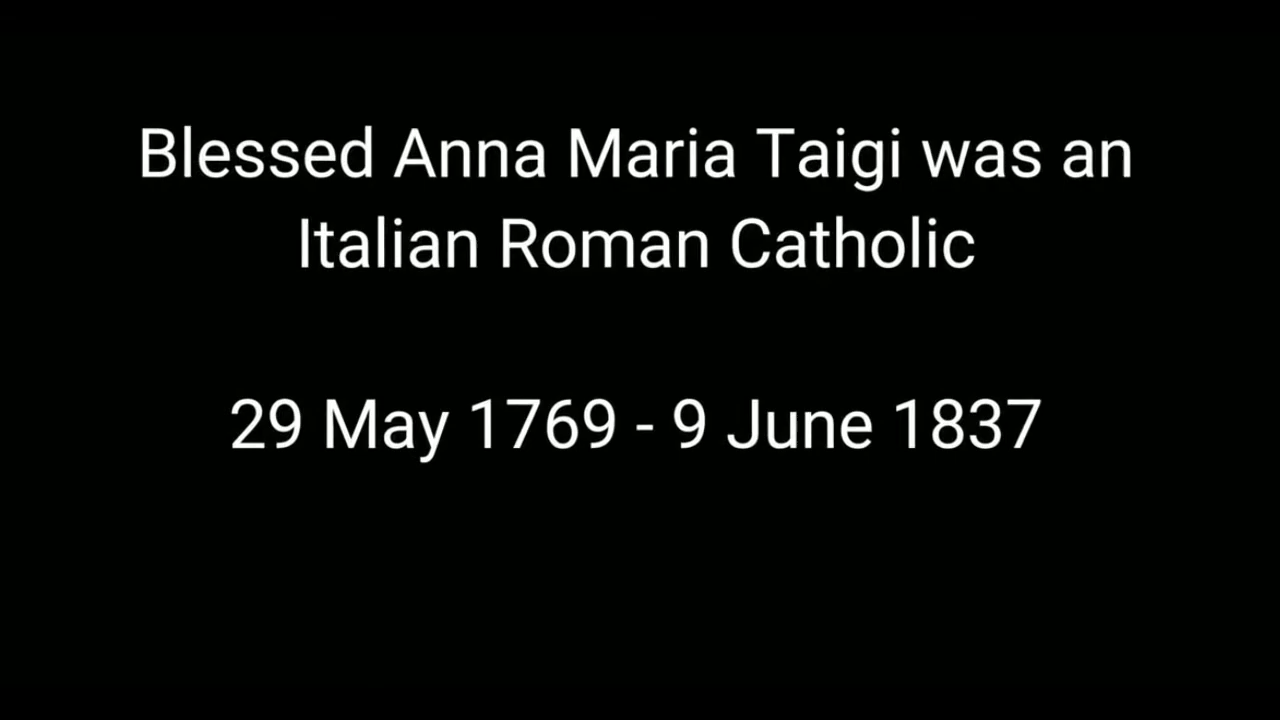 Blessed Anna Maria Taigi was an
Italian Roman Catholic
29 May 1769 - 9 June 1837